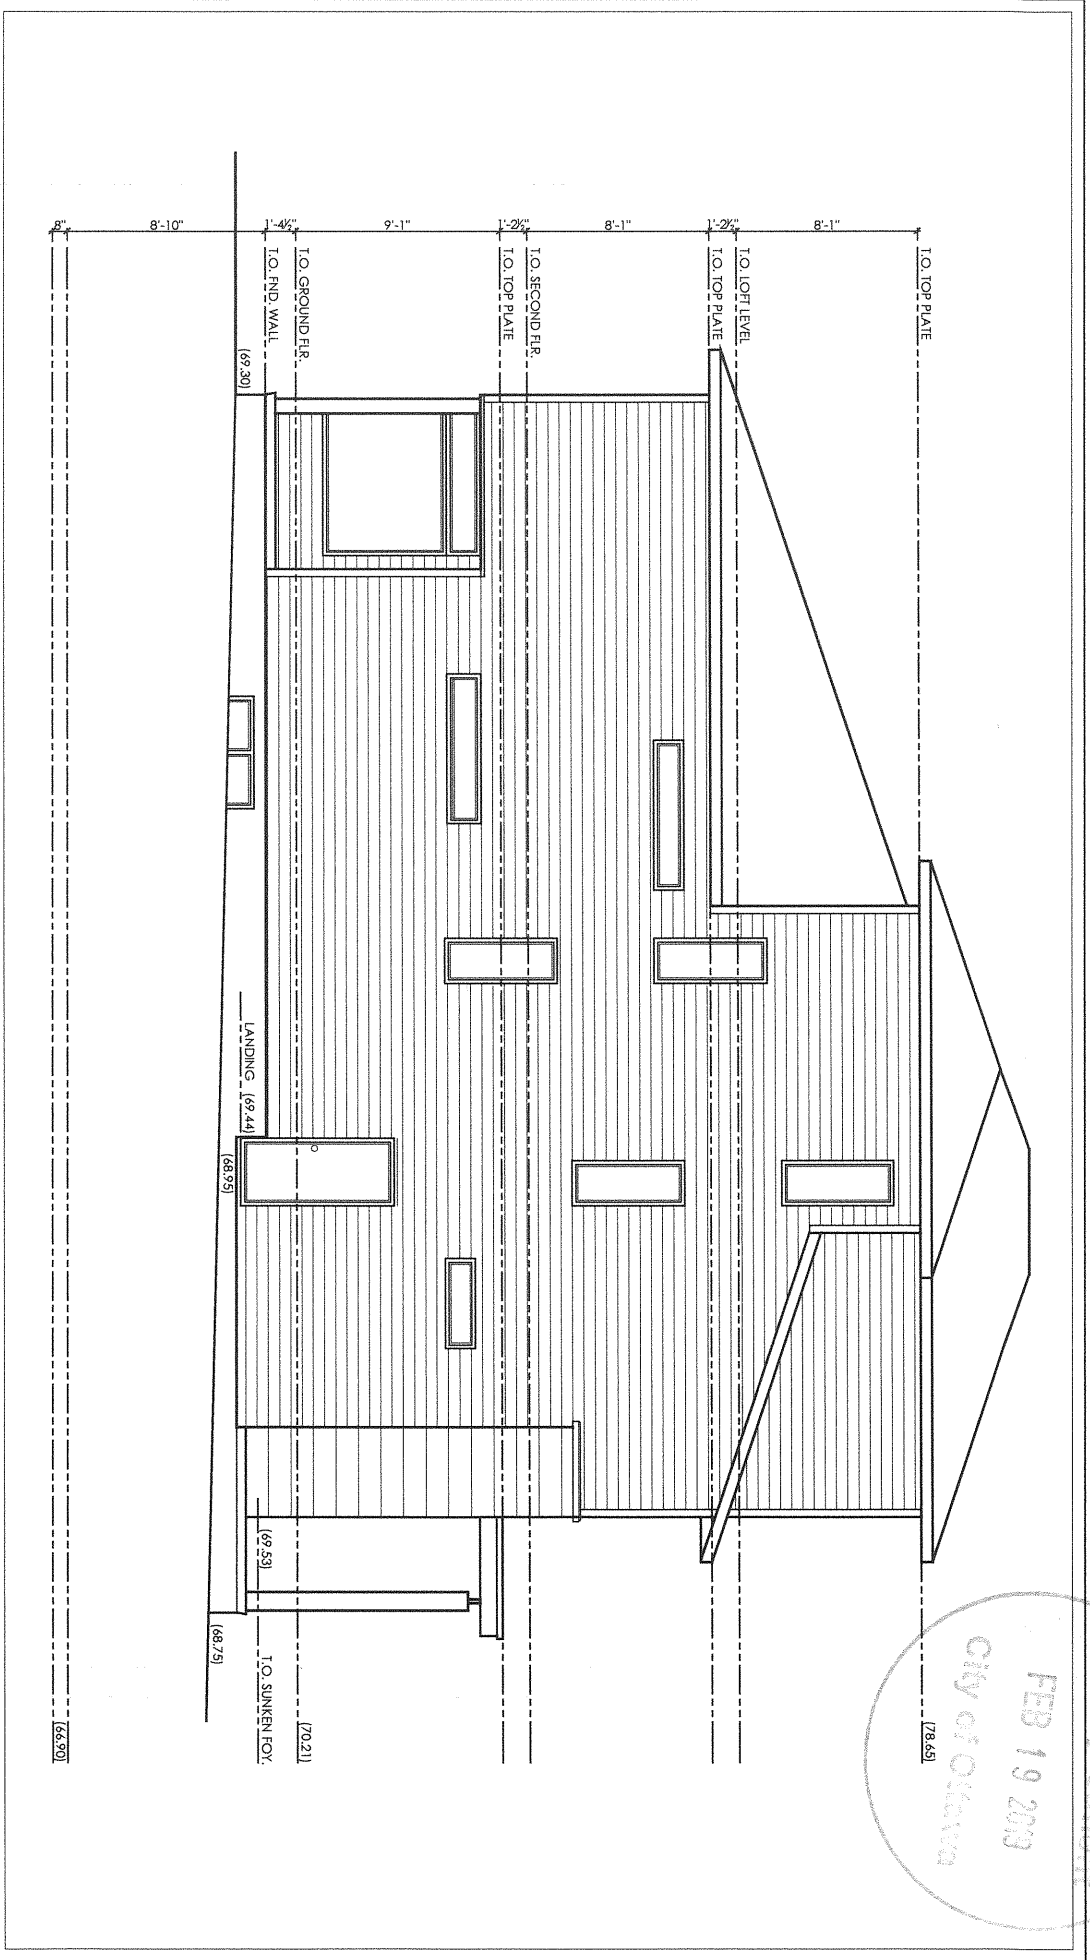 8'-1"
1'-2½"
8'-1"
1'-2½"
9'-1"
1'-4½"
8'-10"
8"
T.O. TOP PLATE
T.O. LOFT LEVEL
T.O. TOP PLATE
T.O. SECOND FLR.
T.O. TOP PLATE
T.O. GROUND FLR.
T.O. FND. WALL
(69.30)
LANDING (69.44)
(68.95)
(69.53)
(68.75)
T.O. SUNKEN FOY.
(78.65)
(70.21)
(66.90)
FEB 19 2019
City of Ottawa